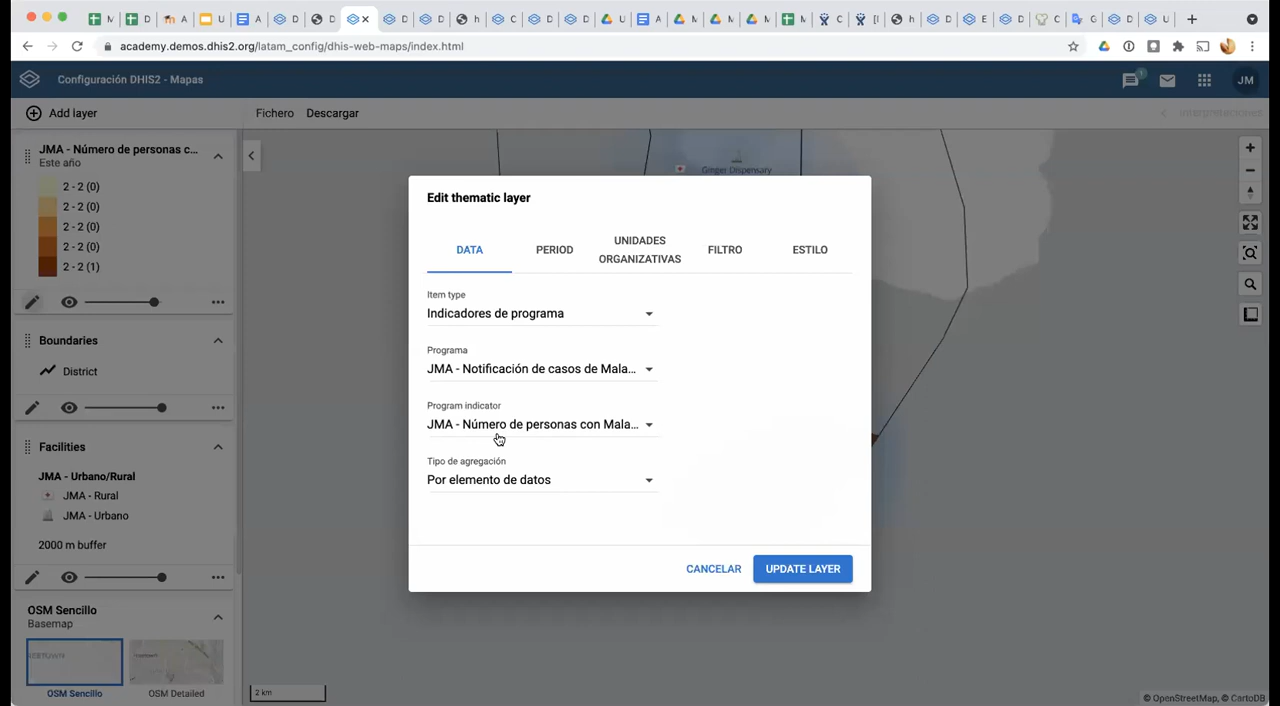 M
D
A
U
A
D
D
D
D
h
C
D
D
U
A
M
M
M
M
C
[I
h
D
E
D
C
G
D
U
academy.demos.dhis2.org/latam_config/dhis-web-maps/index.html
Configuración DHIS2 - Mapas
1
JM
Add layer
Fichero Descargar
JMA - Número de personas c...
Este año
2 - 2 (0)
2 - 2 (0)
2 - 2 (0)
2 - 2 (0)
2 - 2 (1)
Boundaries
District
Facilities
JMA - Urbano/Rural
JMA - Rural
JMA - Urbano
2000 m buffer
OSM Sencillo
Basemap
OSM Sencillo
OSM Detailed
Ginger Dispensary
Edit thematic layer
DATA
PERIOD
UNIDADES
ORGANIZATIVAS
FILTRO
ESTILO
Item type
Indicadores de programa
Programa
JMA - Notificación de casos de Mala...
Program indicator
JMA - Número de personas con Mala...
Tipo de agregación
Por elemento de datos
CANCELAR
UPDATE LAYER
2 km
© OpenStreetMap, © CartoDB